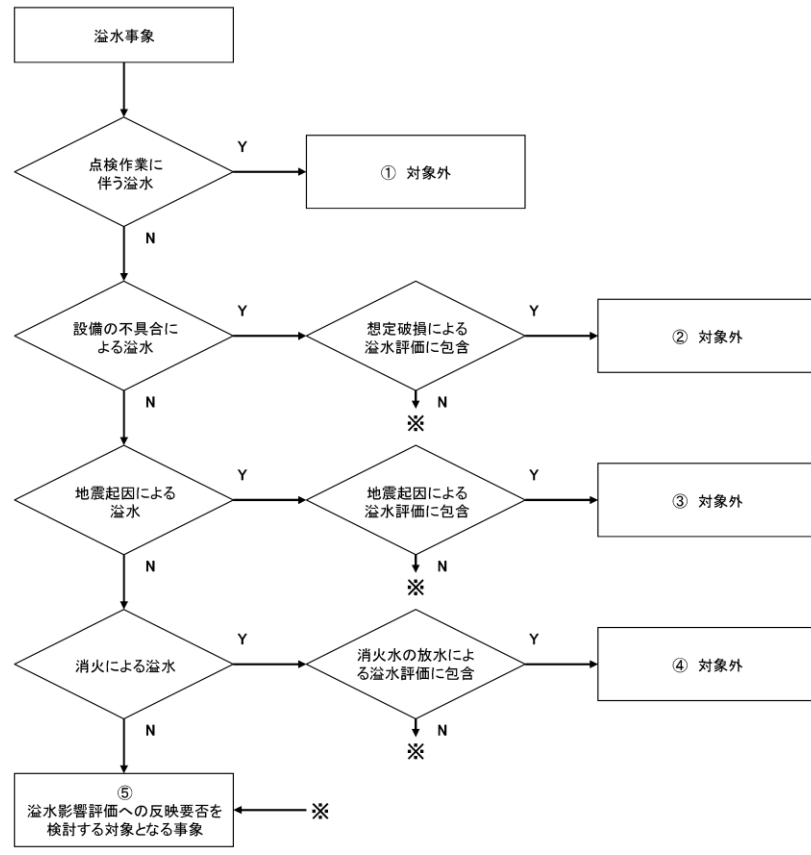 溢水事象
点検作業に
伴う溢水
Y
① 対象外
N
設備の不具合に
よる溢水
Y
想定破損による
溢水評価に包含
Y
② 対象外
N
N
※
地震起因による
溢水
Y
地震起因による
溢水評価に包含
Y
③ 対象外
N
N
※
消火による溢水
Y
消火水の放水によ
る溢水評価に包含
Y
④ 対象外
N
N
※
⑤
溢水影響評価への反映要否を
検討する対象となる事象
※